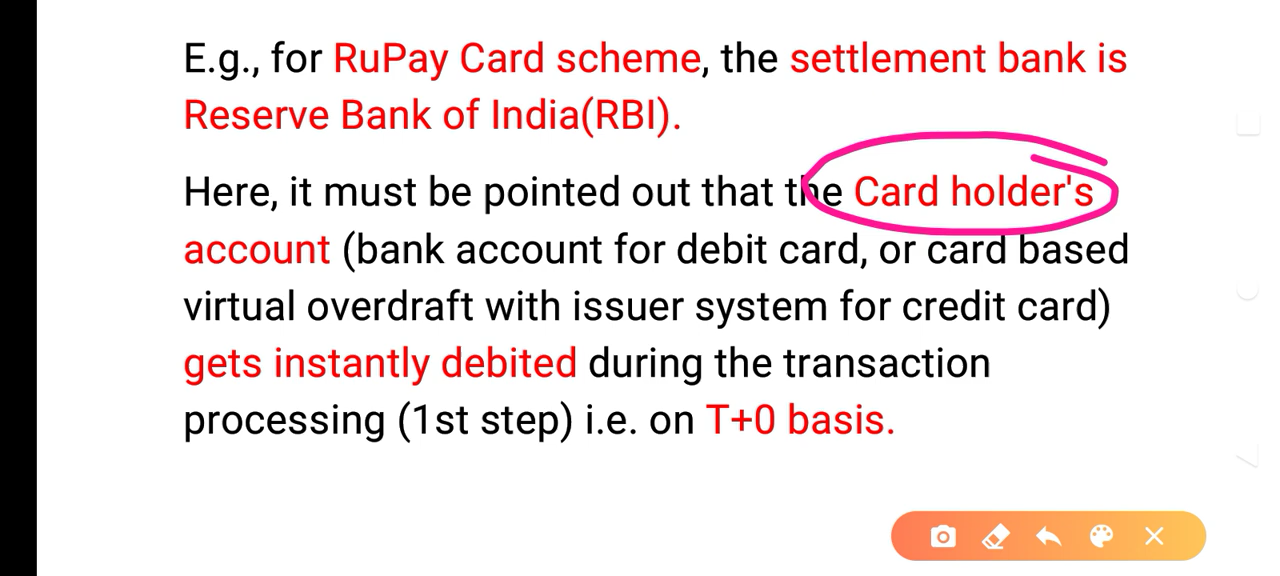 E.g., for RuPay Card scheme, the settlement bank is
Reserve Bank of India(RBI).
Here, it must be pointed out that the Card holder's
account (bank account for debit card, or card based
virtual overdraft with issuer system for credit card)
gets instantly debited during the transaction
processing (1st step) i.e. on T+0 basis.